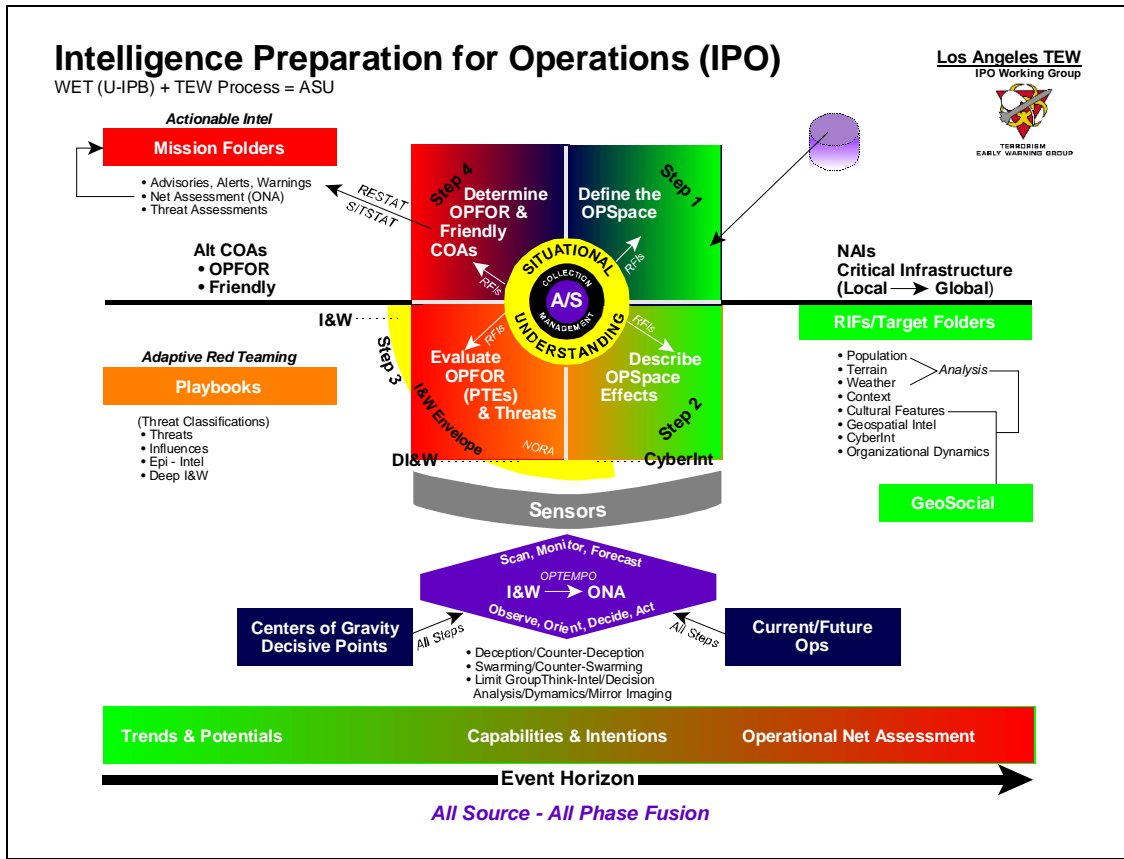 Intelligence Preparation for Operations (IPO)
WET (U-IPB) + TEW Process = ASU
Los Angeles TEW
IPO Working Group
TERRORISM
EARLY WARNING GROUP
Actionable Intel
Mission Folders
• Advisories, Alerts, Warnings
• Net Assessment (ONA)
• Threat Assessments
RESTAT
SITSTAT
Step 4
Determine
OPFOR &
Friendly
COAs
RFIs
Step 1
Define the
OPSpace
RFIs
SITUATIONAL
COLLECTION
A/S
MANAGEMENT
UNDERSTANDING
Alt COAs
• OPFOR
• Friendly
NAIs
Critical Infrastructure
(Local → Global)
I&W
Step 3
RFIs
Evaluate
OPFOR
(PTEs)
& Threats
I&W Envelope
NORA
DI&W
RFIs
Describe
OPSpace
Effects
Step 2
CyberInt
RIFs/Target Folders
• Population
• Terrain
• Weather
• Context
• Cultural Features
• Geospatial Intel
• CyberInt
• Organizational Dynamics
Analysis
GeoSocial
Adaptive Red Teaming
Playbooks
(Threat Classifications)
• Threats
• Influences
• Epi - Intel
• Deep I&W
Sensors
Scan, Monitor, Forecast
OPTEMPO
I&W → ONA
Observe, Orient, Decide, Act
Centers of Gravity
Decisive Points
All Steps
All Steps
Current/Future
Ops
• Deception/Counter-Deception
• Swarming/Counter-Swarming
• Limit GroupThink-Intel/Decision
Analysis/Dymamics/Mirror Imaging
Trends & Potentials
Capabilities & Intentions
Operational Net Assessment
Event Horizon
All Source - All Phase Fusion